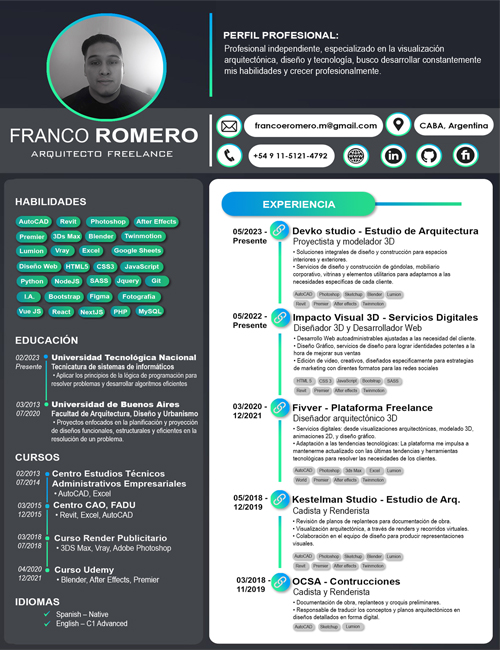 PERFIL PROFESIONAL:
Profesional independiente, especializado en la visualización
arquitectónica, diseño y tecnología, busco desarrollar constantemente
mis habilidades y crecer profesionalmente.
FRANCO ROMERO
ARQUITECTO FREELANCE
francoeromero.m@gmail.com
CABA, Argentina
+54 9 11-5121-4792
www
in
fi
HABILIDADES
AutoCAD Revit Photoshop After Effects
Premier 3Ds Max Blender Twinmotion
Lumion Vray Excel Google Sheets
Diseño Web HTML5 CSS3 JavaScript
Python NodeJS SASS Jquery Git
I.A. Bootstrap Figma Fotografía
Vue JS React NextJS PHP MySQL
EDUCACIÓN
02/2023
Presente
Universidad Tecnológica Nacional
Tecnicatura de sistemas de informáticos
• Aplicar los principios de la lógica de programación para
resolver problemas y desarrollar algoritmos eficientes
03/2013
07/2020
Universidad de Buenos Aires
Facultad de Arquitectura, Diseño y Urbanismo
• Proyectos enfocados en la planificación y proyección
de diseños funcionales, estructurales y eficientes en la
resolución de un problema.
CURSOS
02/2013
07/2014
Centro Estudios Técnicos
Administrativos Empresariales
• AutoCAD, Excel
03/2015
12/2015
Centro CAO, FADU
• Revit, Excel, AutoCAD
03/2018
07/2018
Curso Render Publicitario
• 3DS Max, Vray, Adobe Photoshop
04/2020
12/2021
Curso Udemy
• Blender, After Effects, Premier
IDIOMAS
Spanish – Native
English – C1 Advanced
EXPERIENCIA
05/2023 -
Presente
Devko studio - Estudio de Arquitectura
Proyectista y modelador 3D
• Soluciones integrales de diseño y construcción para espacios
interiores y exteriores.
• Servicios de diseño y construcción de góndolas, mobiliario
corporativo, vitrinas y elementos utilitarios para adaptarnos a las
necesidades específicas de cada cliente.
AutoCAD Photoshop Sketchup Blender Lumion
Revit Premier After effects Twinmotion
05/2022 -
Presente
Impacto Visual 3D - Servicios Digitales
Diseñador 3D y Desarrollador Web
• Desarrollo Web autoadministrables ajustadas a la necesidad del cliente.
• Diseño Gráfico, servicios de diseño para lograr identidades potentes a la
hora de mejorar sus ventas
• Edición de video, creativos, diseñados específicamente para estrategias
de marketing con direntes formatos para las redes sociales
HTML 5 CSS 3 JavaScript Bootstrap SASS
Revit Premier After effects Twinmotion
03/2020 -
12/2021
Fivver - Plataforma Freelance
Diseñador arquitectónico 3D
• Servicios digitales: desde visualizaciones arquitectónicas, modelado 3D,
animaciones 2D, y diseño gráfico.
• Adaptación a las tendencias tecnológicas: La plataforma me impulsa a
mantenerme actualizado con las últimas tendencias y herramientas
tecnológicas para resolver las necesidades de los clientes.
AutoCAD Photoshop 3ds Max Excel Lumion
World Premier After effects Twinmotion
05/2018 -
12/2019
Kestelman Studio - Estudio de Arq.
Cadista y Renderista
• Revisión de planos de replanteos para documentación de obra.
• Visualización arquitectónica, a través de renders y recorridos virtuales.
• Colaboración en el equipo de diseño para producir representaciones
visuales.
AutoCAD Photoshop Sketchup Blender Lumion
Revit Premier After effects Twinmotion
03/2018 -
11/2019
OCSA - Contrucciones
Cadista y Renderista
• Documentación de obra, replanteos y croquis preliminares.
• Responsable de traducir los conceptos y planos arquitectónicos en
diseños detallados en forma digital.
AutoCAD Sketchup Lumion